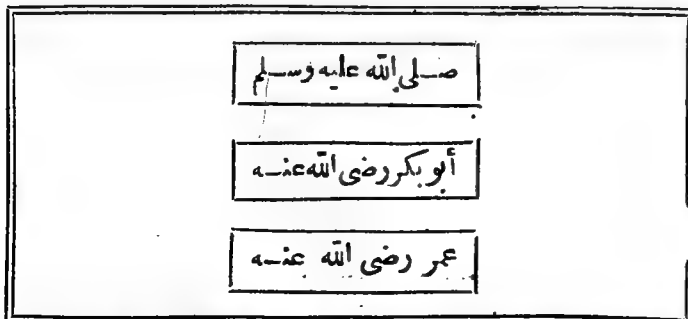 صلى الله عليه وسلم
أبو بكر رضى الله عنه
عمر رضى الله عنه